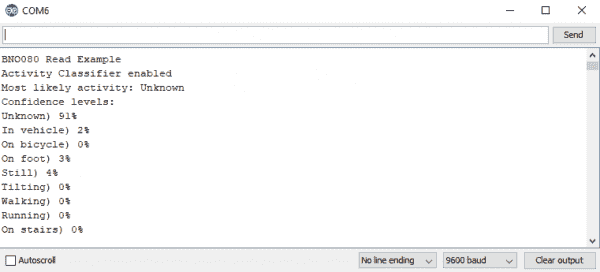 COM6
Send
BNO080 Read Example
Activity Classifier enabled
Most likely activity: Unknown
Confidence levels:
Unknown) 91%
In vehicle) 2%
On bicycle) 0%
On foot) 3%
Still) 4%
Tilting) 0%
Walking) 0%
Running) 0%
On stairs) 0%
Autoscroll No line ending 9600 baud Clear output